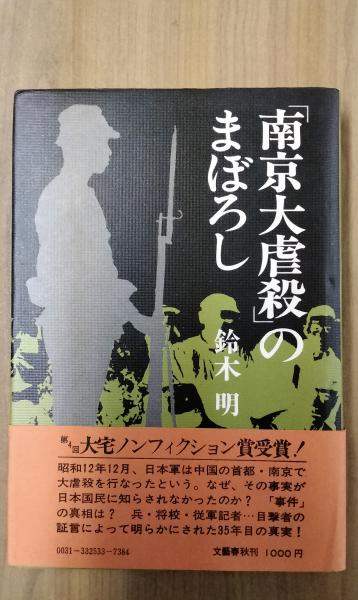 「南京大虐殺」の
まぼろし
鈴木 明
第4回 大宅ノンフィクション賞受賞!
昭和12年12月、日本軍は中国の首都・南京で
大虐殺を行なったという。なぜ、その事実が
日本国民に知らされなかったのか? 「事件」
の真相は? 兵・将校・従軍記者…目撃者の
証言によって明らかにされた35年目の真実!
0031-332533-7384
文藝春秋刊 1000円